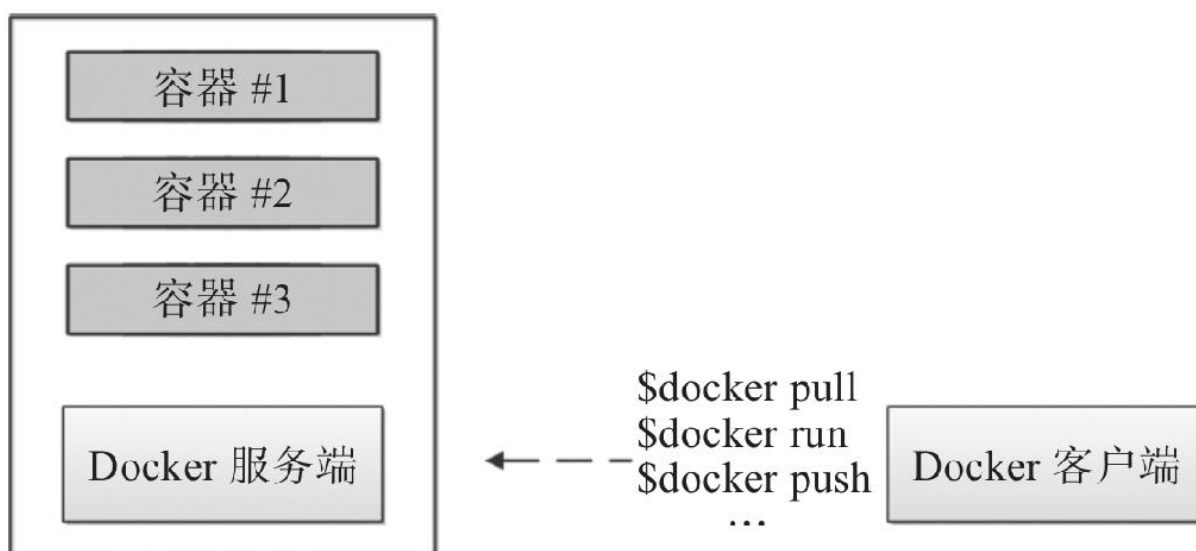 容器 #1
容器 #2
容器 #3
Docker 服务端
$docker pull
$docker run
$docker push
...
Docker 客户端